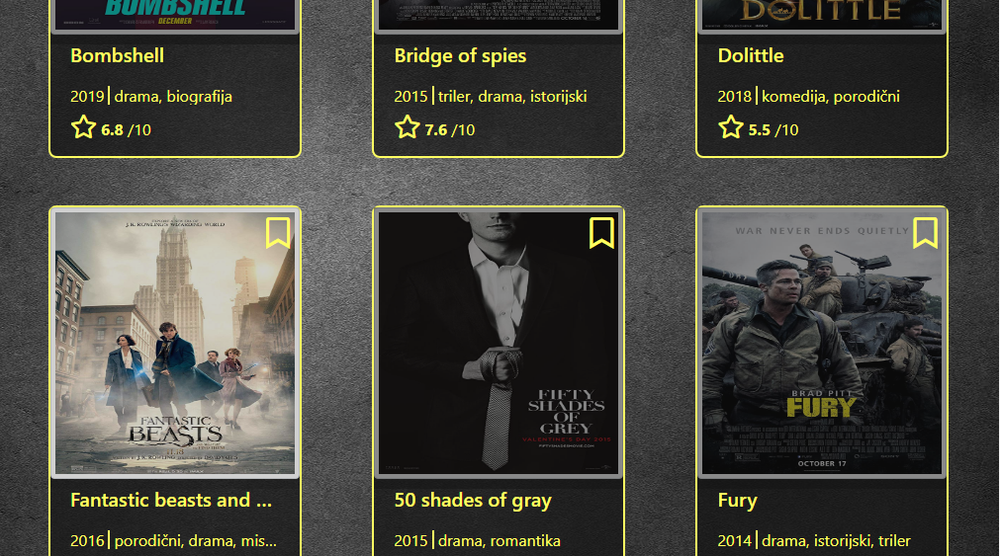 BOMBSHELL
DECEMBER
DOLITTLE
Bombshell
Bridge of spies
Dolittle
2019 | drama, biografija
2015 | triler, drama, istorijski
2018 | komedija, porodični
6.8 /10
7.6 /10
5.5 /10
J.K. ROWLING'S WIZARDING WORLD
FANTASTIC
BEASTS
FIFTY
SHADES
OF
GREY
VALENTINE'S DAY 2015
FIFTYSHADESMOVIE.COM
WAR NEVER ENDS QUIETLY
BRAD PITT
FURY
OCTOBER 17
Fantastic beasts and ...
50 shades of gray
Fury
2016 | porodični, drama, mis...
2015 | drama, romantika
2014 | drama, istorijski, triler